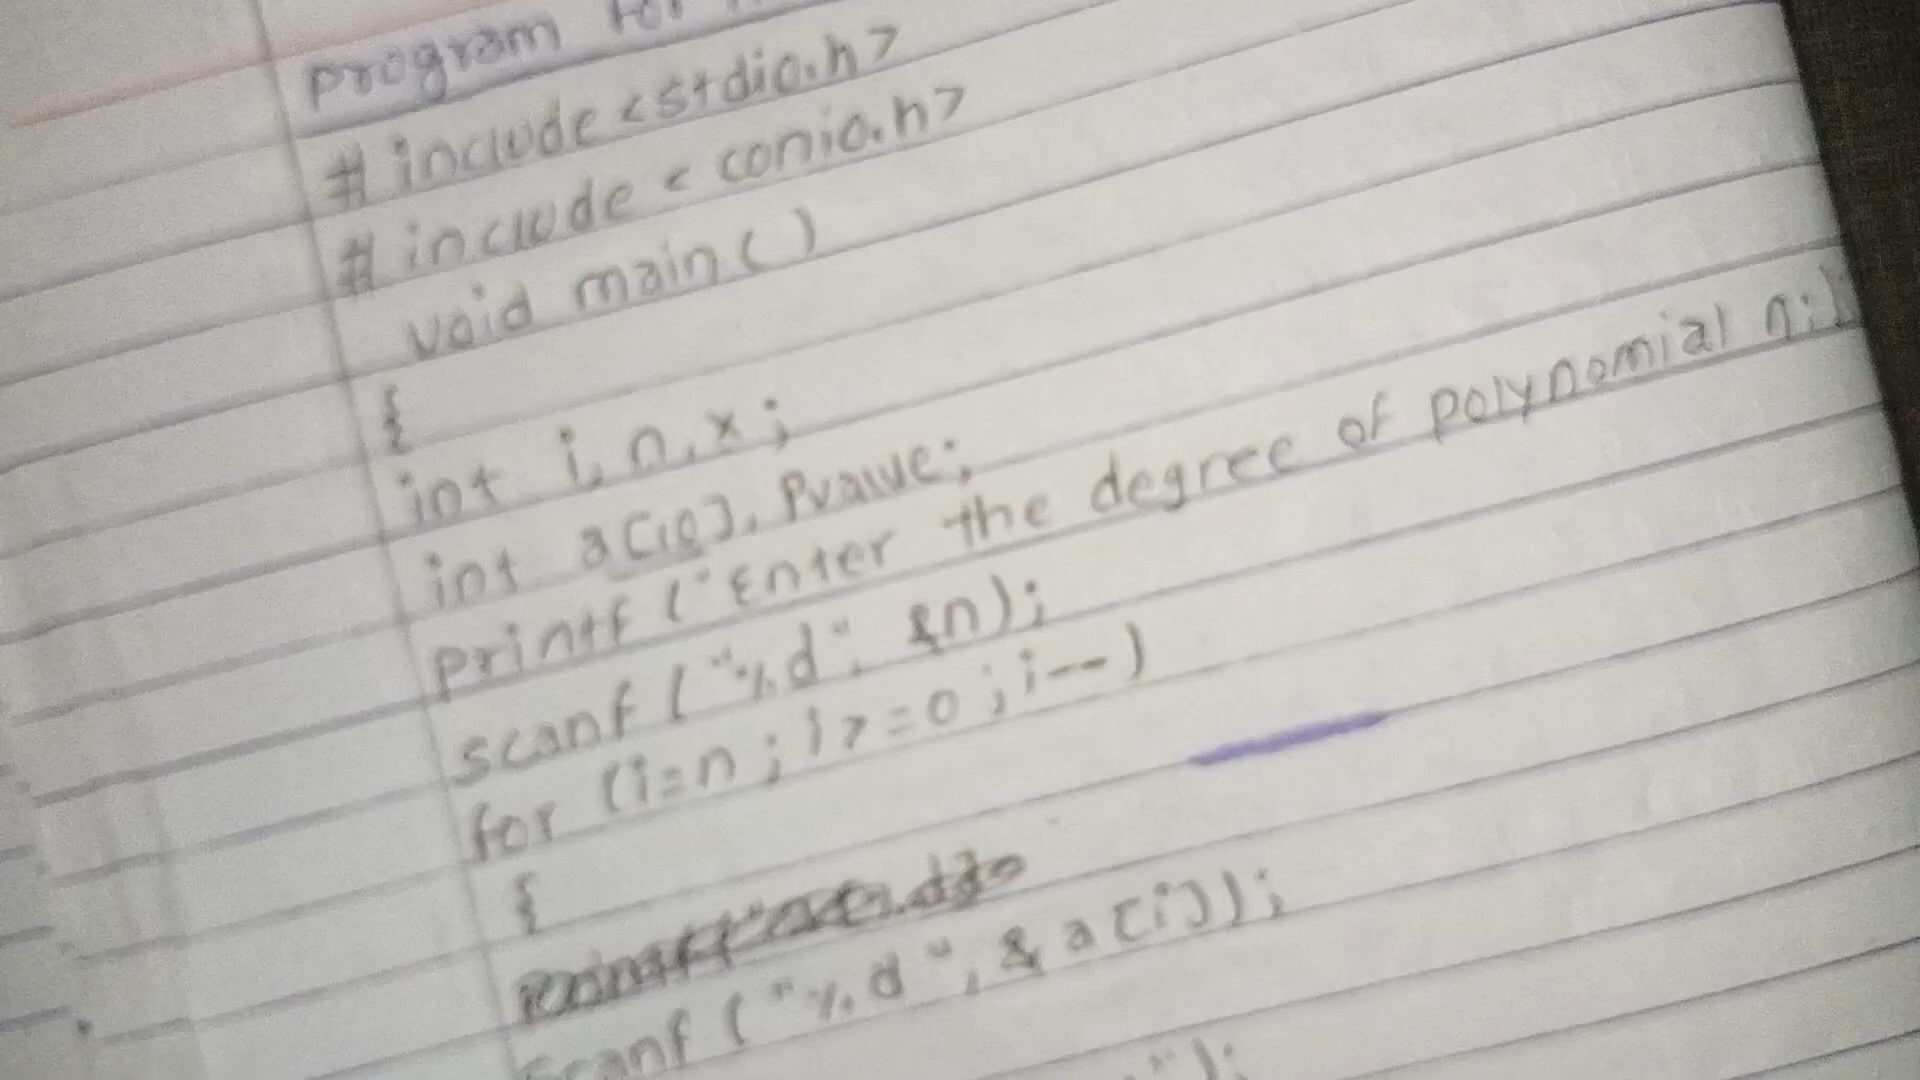 program for
#include <stdio.h>
#include < conio.h>
void main()
{
int i, n, x;
int a[10], Pvalue;
printf ("Enter the degree of polynomial n:
scanf ("%d", &n);
for (i=n; i>=0; i--)
{
scanf ("%d", & a[i]);
");